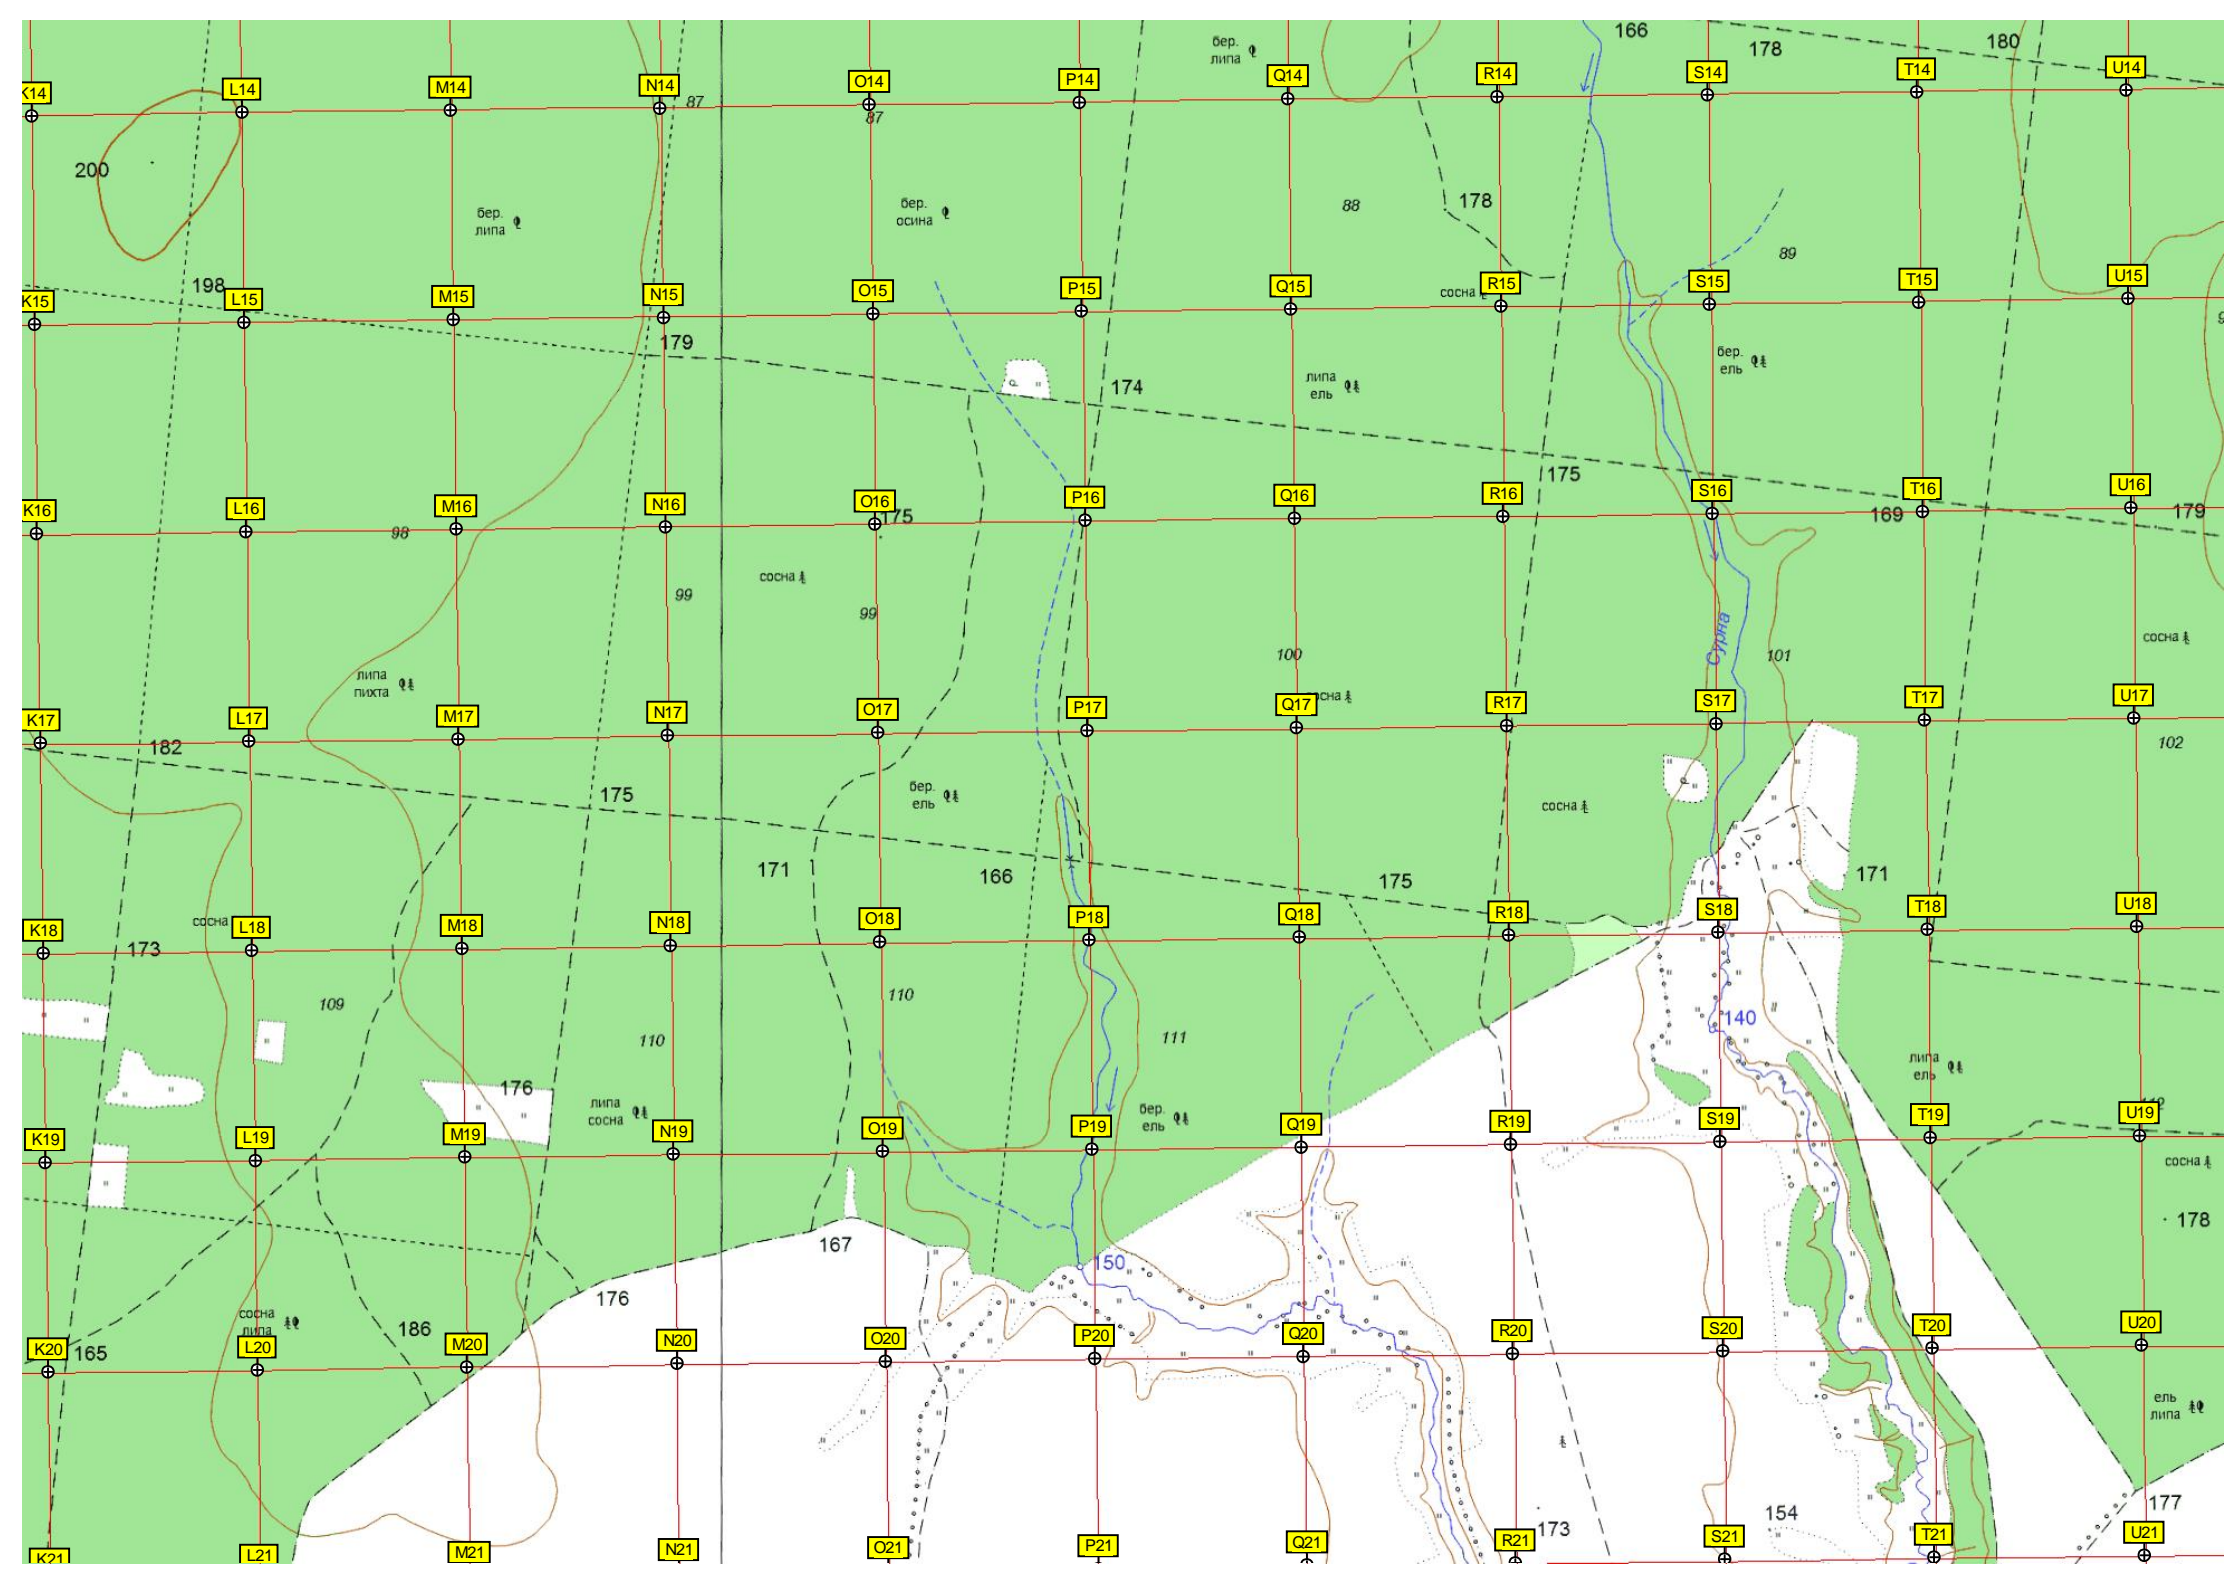 166
178
180
бер.
липа
K14
L14
M14
N14
87
O14
87
P14
Q14
R14
S14
T14
U14
200
бер.
липа
бер.
осина
88
178
89
198
K15
L15
M15
N15
O15
P15
Q15
сосна
R15
S15
T15
U15
179
174
липа
ель
бер.
ель
175
K16
L16
M16
N16
O16
175
P16
Q16
R16
S16
169
T16
U16
179
98
99
сосна
99
100
Сурна
101
сосна
липа
пихта
K17
L17
M17
N17
O17
P17
Q17
R17
S17
T17
U17
182
102
175
бер.
ель
сосна
171
166
175
171
K18
сосна
L18
M18
N18
O18
P18
Q18
R18
S18
T18
U18
173
109
110
110
111
140
176
липа
сосна
бер.
ель
липа
ель
K19
L19
M19
N19
O19
P19
Q19
R19
S19
T19
U19
сосна
178
167
150
176
сосна
липа
186
K20
165
L20
M20
N20
O20
P20
Q20
R20
S20
T20
U20
ель
липа
177
173
154
K21
L21
M21
N21
O21
P21
Q21
R21
S21
T21
U21